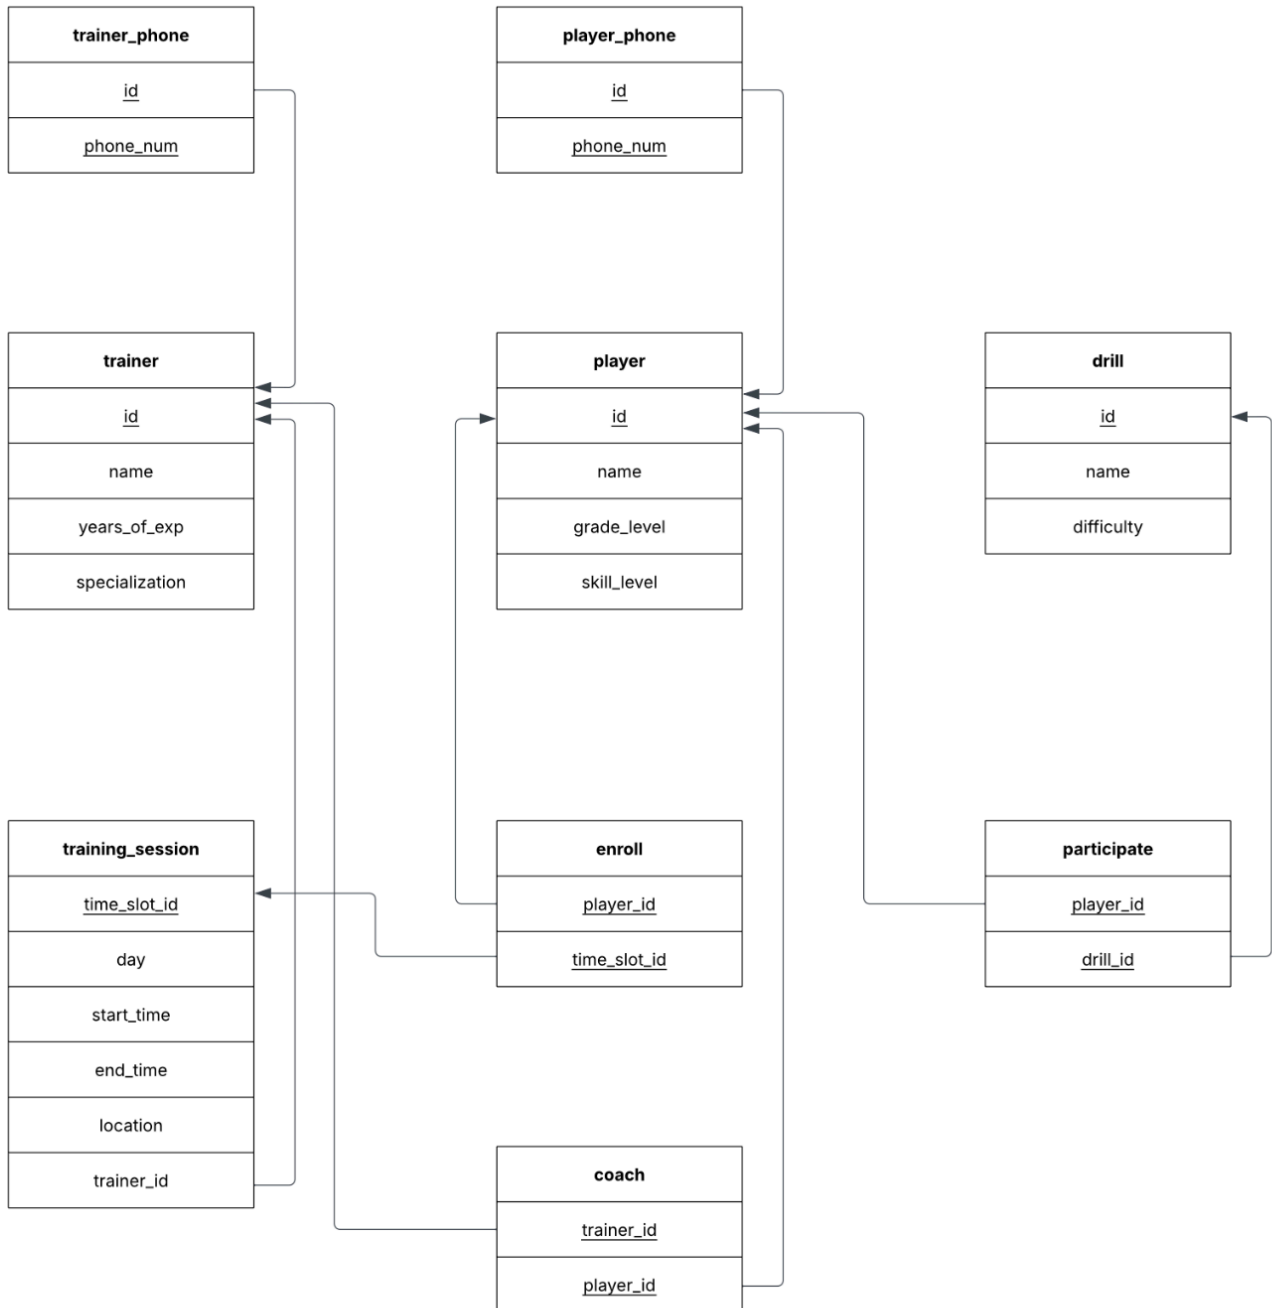 trainer_phone
id
phone_num
player_phone
id
phone_num
trainer
id
name
years_of_exp
specialization
player
id
name
grade_level
skill_level
drill
id
name
difficulty
training_session
time_slot_id
day
start_time
end_time
location
trainer_id
enroll
player_id
time_slot_id
participate
player_id
drill_id
coach
trainer_id
player_id